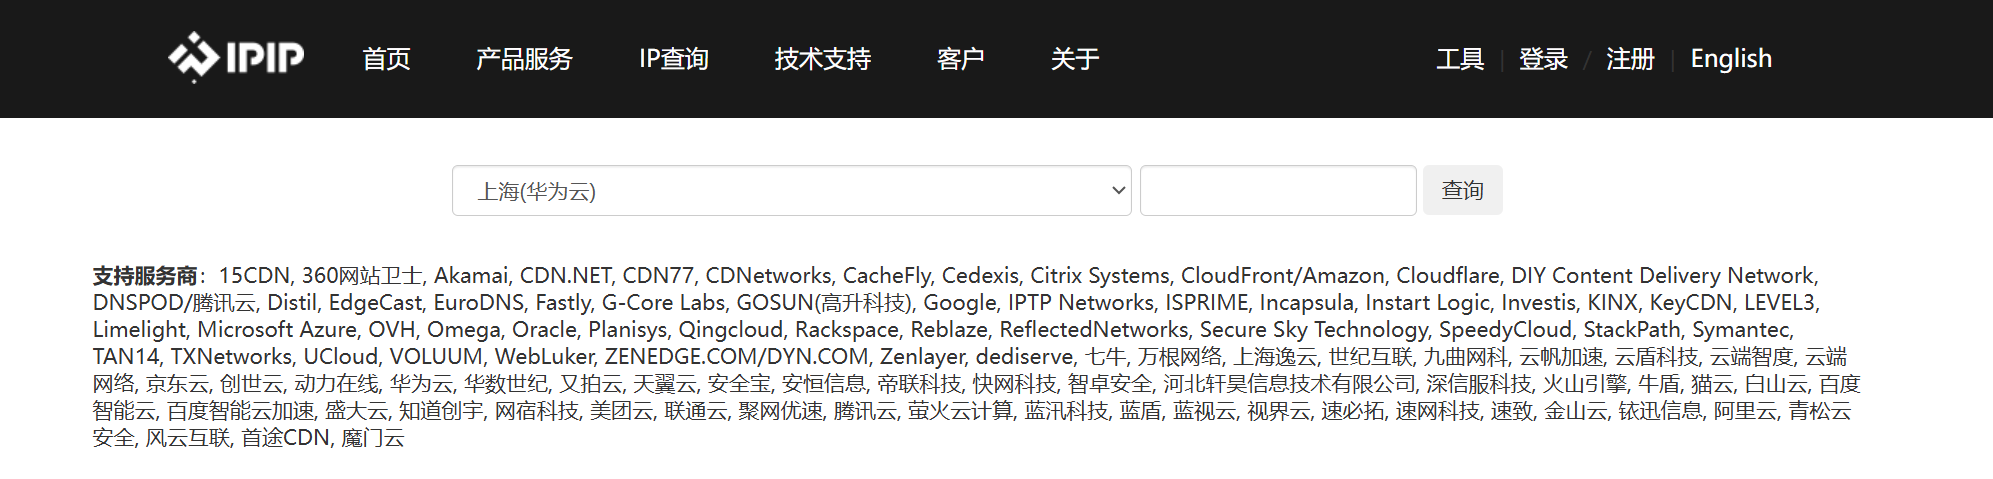 IPIP 首页 产品服务 IP查询 技术支持 客户 关于 工具 | 登录 / 注册 | English
上海(华为云) 查询
支持服务商：15CDN, 360网站卫士, Akamai, CDN.NET, CDN77, CDNetworks, CacheFly, Cedexis, Citrix Systems, CloudFront/Amazon, Cloudflare, DIY Content Delivery Network,
DNSPOD/腾讯云, Distil, EdgeCast, EuroDNS, Fastly, G-Core Labs, GOSUN(高升科技), Google, IPTP Networks, ISPRIME, Incapsula, Instart Logic, Investis, KINX, KeyCDN, LEVEL3,
Limelight, Microsoft Azure, OVH, Omega, Oracle, Planisys, Qingcloud, Rackspace, Reblaze, ReflectedNetworks, Secure Sky Technology, SpeedyCloud, StackPath, Symantec,
TAN14, TXNetworks, UCloud, VOLUUM, WebLuker, ZENEDGE.COM/DYN.COM, Zenlayer, dediserve, 七牛, 万根网络, 上海逸云, 世纪互联, 九曲网科, 云帆加速, 云盾科技, 云端智度, 云端
网络, 京东云, 创世云, 动力在线, 华为云, 华数世纪, 又拍云, 天翼云, 安全宝, 安恒信息, 帝联科技, 快网科技, 智卓安全, 河北轩昊信息技术有限公司, 深信服科技, 火山引擎, 牛盾, 猫云, 白山云, 百度
智能云, 百度智能云加速, 盛大云, 知道创宇, 网宿科技, 美团云, 联通云, 聚网优速, 腾讯云, 萤火云计算, 蓝汛科技, 蓝盾, 蓝视云, 视界云, 速必拓, 速网科技, 速致, 金山云, 铱迅信息, 阿里云, 青松云
安全, 风云互联, 首途CDN, 魔门云